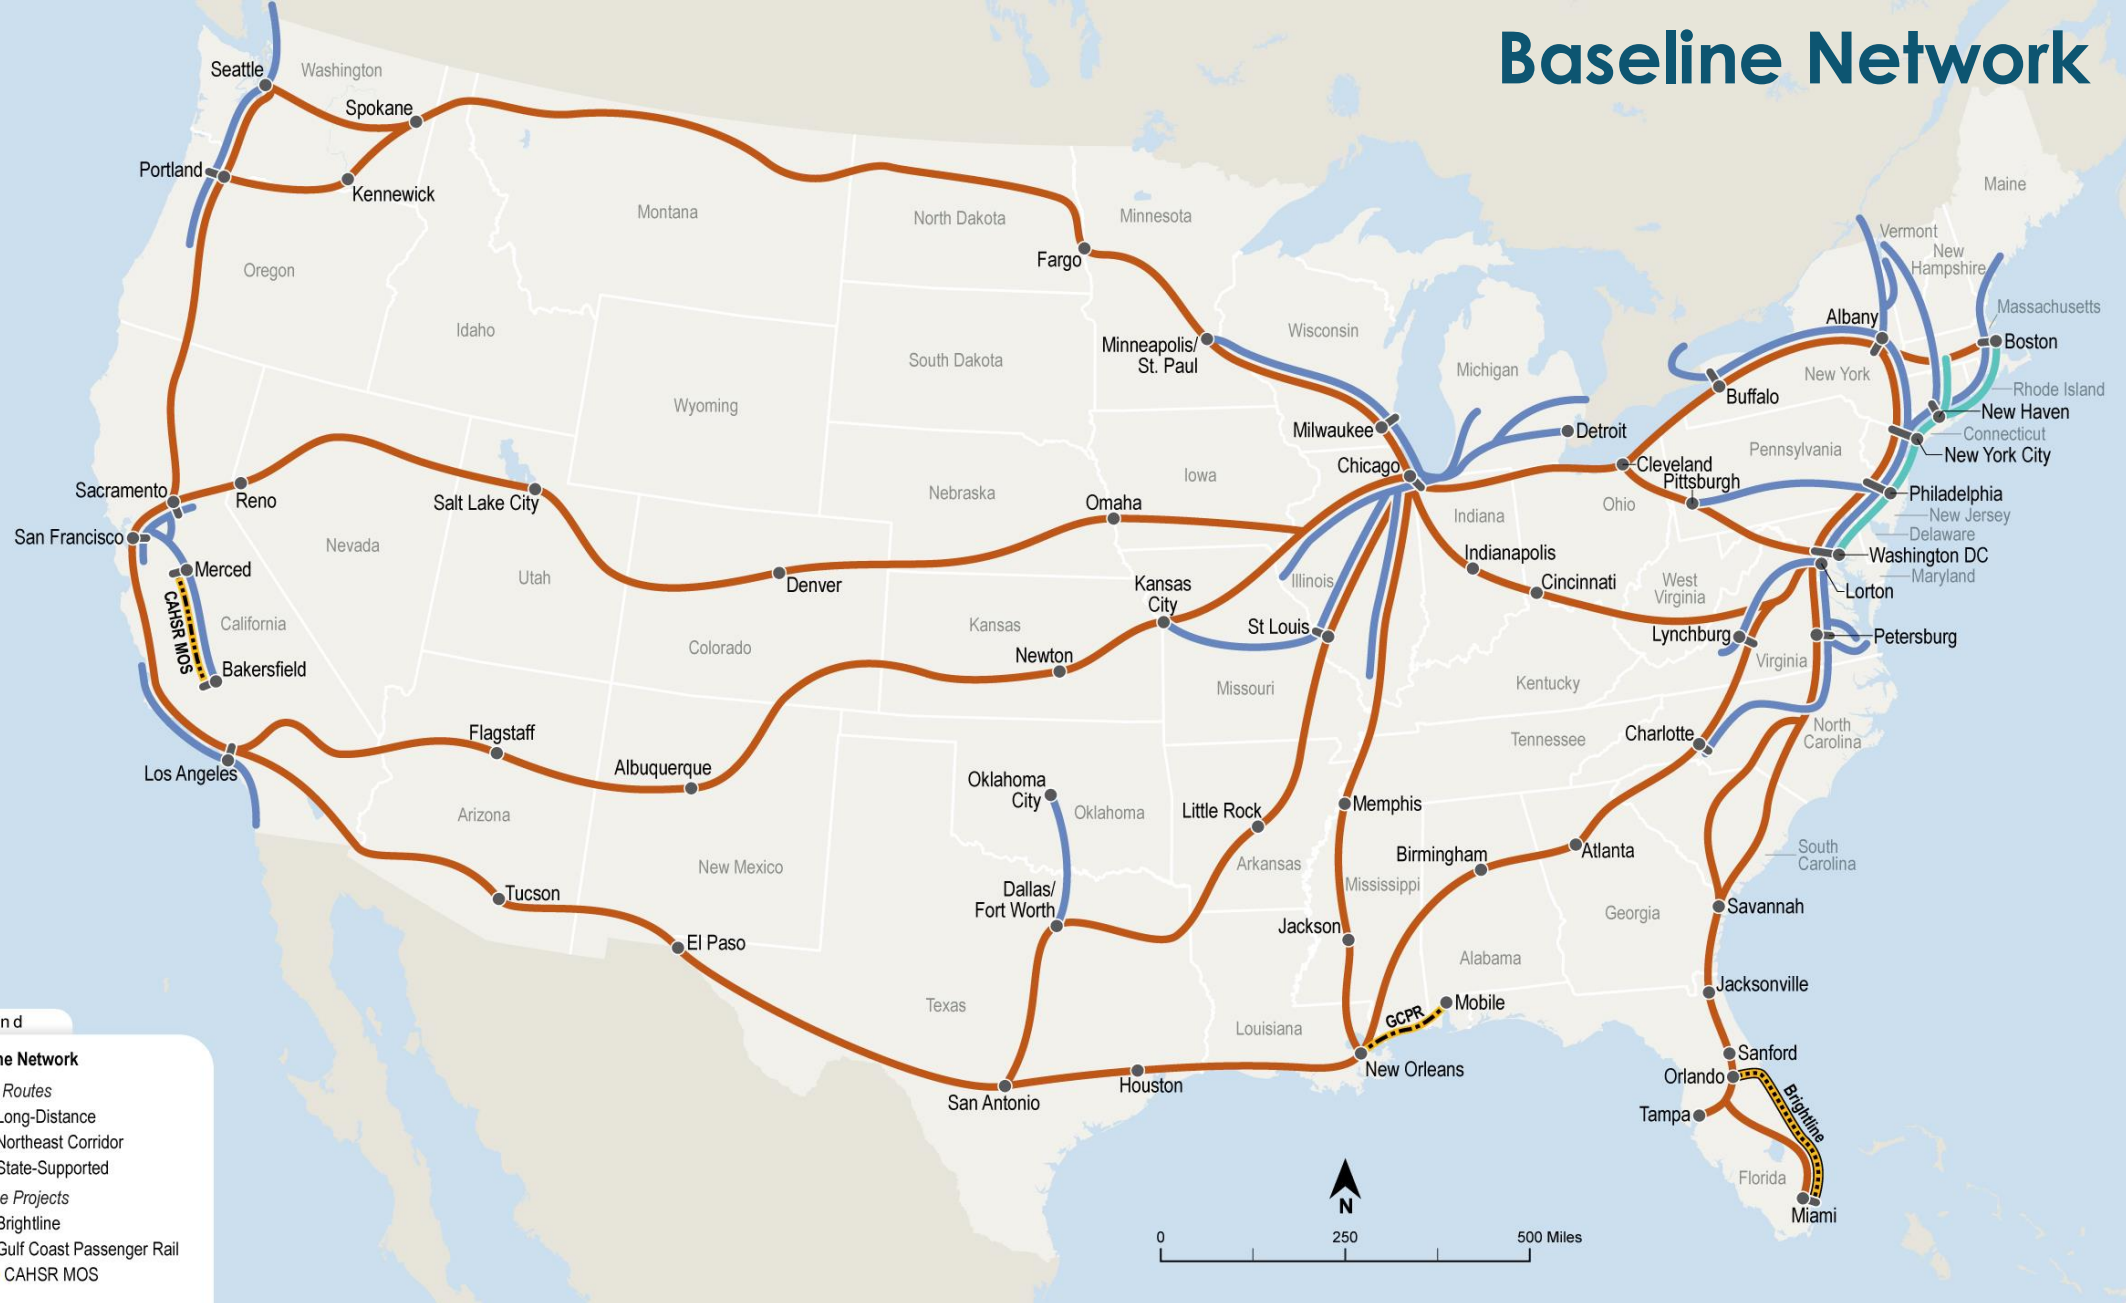 Baseline Network
Seattle
Washington
Spokane
Portland
Kennewick
Montana
North Dakota
Minnesota
Maine
Fargo
Oregon
Vermont
New
Hampshire
Idaho
Massachusetts
Wisconsin
Albany
Boston
Minneapolis/
St. Paul
South Dakota
Michigan
New York
Rhode Island
Wyoming
Buffalo
New Haven
Milwaukee
Detroit
Connecticut
Pennsylvania
New York City
Chicago
Cleveland
Pittsburgh
Iowa
Sacramento
Reno
Salt Lake City
Nebraska
Omaha
Ohio
Philadelphia
New Jersey
Indiana
Delaware
San Francisco
Nevada
Indianapolis
Washington DC
Maryland
Merced
Utah
Denver
Kansas
City
Illinois
Cincinnati
West
Virginia
Lorton
CAHSR MOS
California
Colorado
Kansas
St Louis
Lynchburg
Petersburg
Bakersfield
Newton
Missouri
Kentucky
Virginia
Flagstaff
Tennessee
Charlotte
North
Carolina
Los Angeles
Albuquerque
Oklahoma
City
Oklahoma
Little Rock
Memphis
Arizona
New Mexico
Arkansas
Birmingham
Atlanta
South
Carolina
Mississippi
Tucson
Dallas/
Fort Worth
Georgia
Savannah
El Paso
Jackson
Alabama
Jacksonville
Texas
Louisiana
GCPR
Mobile
New Orleans
Sanford
Orlando
Houston
San Antonio
Tampa
Brightline
Florida
Miami
N
0 250 500 Miles
Network
Routes
Long-Distance
Northeast Corridor
State-Supported
Projects
Brightline
Gulf Coast Passenger Rail
CAHSR MOS